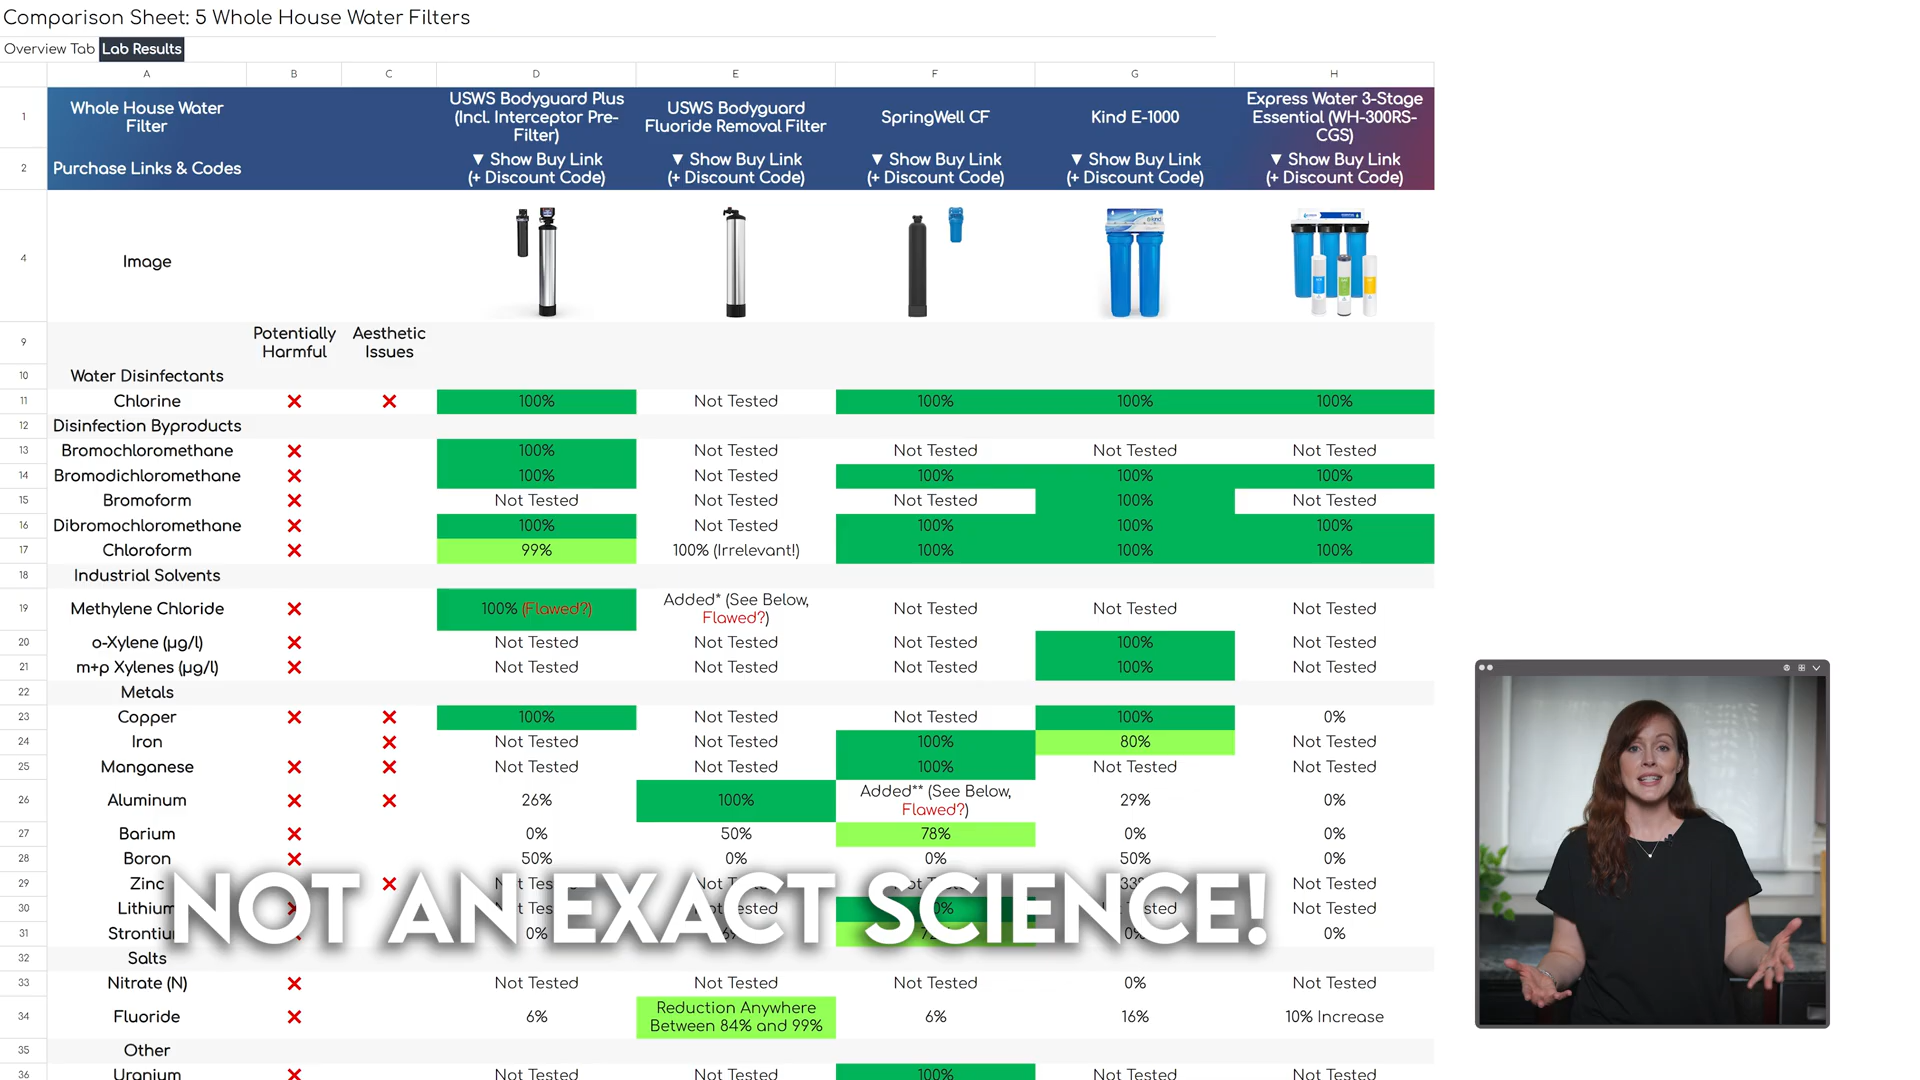 Comparison Sheet: 5 Whole House Water Filters
Overview Tab Lab Results
A B C D E F G H
1 Whole House Water Filter USWS Bodyguard Plus (Incl. Interceptor Pre-Filter) USWS Bodyguard Fluoride Removal Filter SpringWell CF Kind E-1000 Express Water 3-Stage Essential (WH-300RS-CGS)
2 Purchase Links & Codes ▼ Show Buy Link (+ Discount Code) ▼ Show Buy Link (+ Discount Code) ▼ Show Buy Link (+ Discount Code) ▼ Show Buy Link (+ Discount Code) ▼ Show Buy Link (+ Discount Code)
4 Image
9 Potentially Harmful Aesthetic Issues
10 Water Disinfectants
11 Chlorine ❌ ❌ 100% Not Tested 100% 100% 100%
12 Disinfection Byproducts
13 Bromochloromethane ❌ 100% Not Tested Not Tested Not Tested Not Tested
14 Bromodichloromethane ❌ 100% Not Tested 100% 100% 100%
15 Bromoform ❌ Not Tested Not Tested Not Tested 100% Not Tested
16 Dibromochloromethane ❌ 100% Not Tested 100% 100% 100%
17 Chloroform ❌ 99% 100% (Irrelevant!) 100% 100% 100%
18 Industrial Solvents
19 Methylene Chloride ❌ 100% (Flawed?) Added* (See Below, Flawed?) Not Tested Not Tested Not Tested
20 o-Xylene (µg/l) ❌ Not Tested Not Tested Not Tested 100% Not Tested
21 m+p Xylenes (µg/l) ❌ Not Tested Not Tested Not Tested 100% Not Tested
22 Metals
23 Copper ❌ ❌ 100% Not Tested Not Tested 100% 0%
24 Iron ❌ Not Tested Not Tested 100% 80% Not Tested
25 Manganese ❌ ❌ Not Tested Not Tested 100% Not Tested Not Tested
26 Aluminum ❌ ❌ 26% 100% Added** (See Below, Flawed?) 29% 0%
27 Barium ❌ 0% 50% 78% 0% 0%
28 Boron ❌ 50% 0% 0% 50% 0%
29 Zinc ❌ Not Tested
NOT AN EXACT SCIENCE!
30 Lithium Not Tested
31 Strontium 0% 0%
32 Salts
33 Nitrate (N) ❌ Not Tested Not Tested Not Tested 0% Not Tested
34 Fluoride ❌ 6% Reduction Anywhere Between 84% and 99% 6% 16% 10% Increase
35 Other
36 Uranium ❌ Not Tested Not Tested 100% Not Tested Not Tested